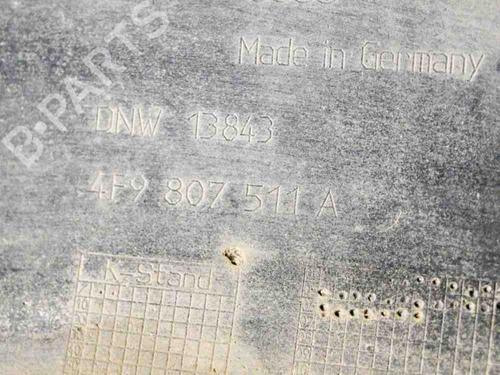 Made in Germany
B-PARTS
DNW 13843
4F9 807 511 A
K-Stand